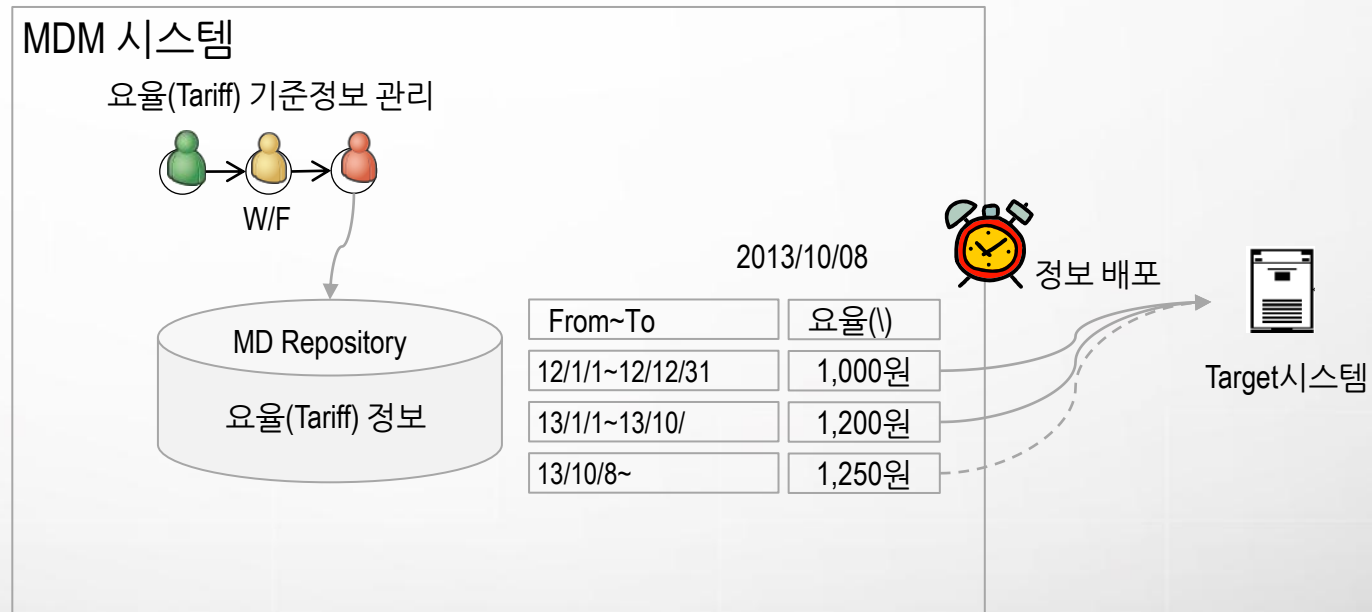 MDM 시스템
요율(Tariff) 기준정보 관리
W/F
2013/10/08
정보 배포
MD Repository
요율(Tariff) 정보
From~To 요율(\)
12/1/1~12/12/31 1,000원
13/1/1~13/10/ 1,200원
13/10/8~ 1,250원
Target시스템